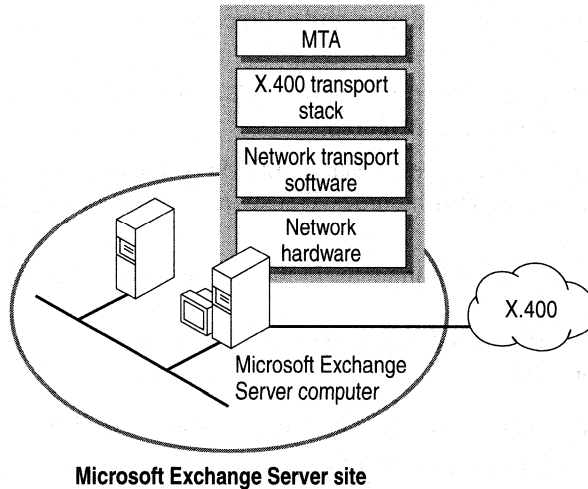 MTA
X.400 transport
stack
Network transport
software
Network
hardware
X.400
Microsoft Exchange
Server computer
Microsoft Exchange Server site